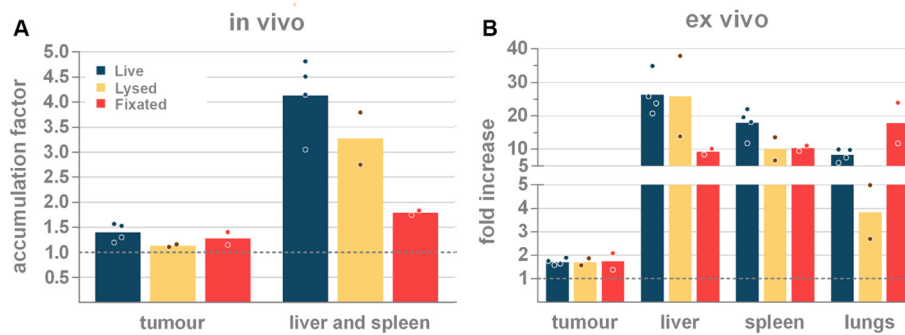 A
in vivo
accumulation factor
5.0
4.5
4.0
3.5
3.0
2.5
2.0
1.5
1.0
0.5
Live
Lysed
Fixated
tumour
liver and spleen
B
ex vivo
fold increase
40
30
20
10
5
5
4
3
2
1
tumour
liver
spleen
lungs